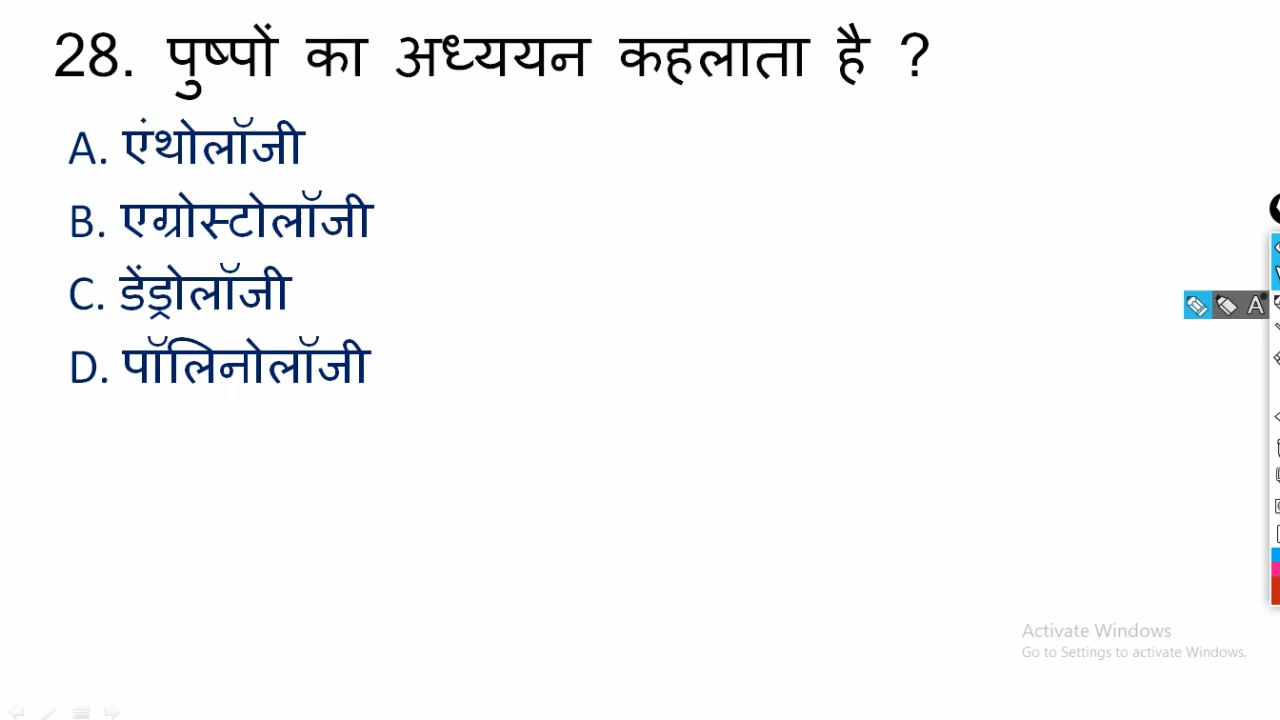 28. पुष्पों का अध्ययन कहलाता है ?
A. एंथोलॉजी
B. एग्रोस्टोलॉजी
C. डेंड्रोलॉजी
D. पॉलिनोलॉजी
A
Activate Windows
Go to Settings to activate Windows.